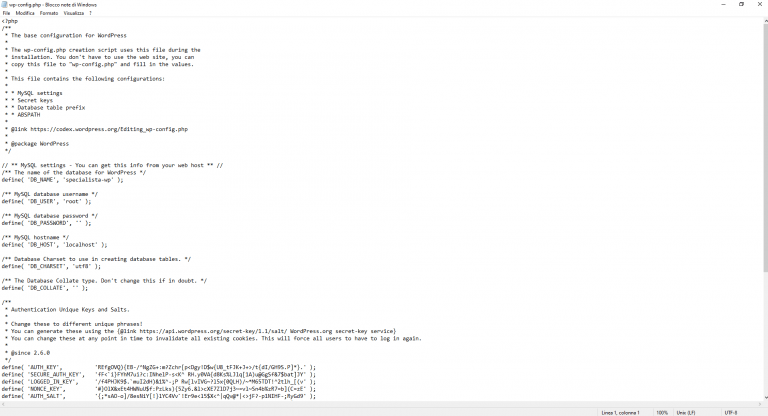 wp-config.php - Blocco note di Windows
File Modifica Formato Visualizza ?
<?php
/**
 * The base configuration for WordPress
 *
 * The wp-config.php creation script uses this file during the
 * installation. You don't have to use the web site, you can
 * copy this file to "wp-config.php" and fill in the values.
 *
 * This file contains the following configurations:
 *
 * * MySQL settings
 * * Secret keys
 * * Database table prefix
 * * ABSPATH
 *
 * @link https://codex.wordpress.org/Editing_wp-config.php
 *
 * @package WordPress
 */
// ** MySQL settings - You can get this info from your web host ** //
/** The name of the database for WordPress */
define( 'DB_NAME', 'specialista-wp' );
/** MySQL database username */
define( 'DB_USER', 'root' );
/** MySQL database password */
define( 'DB_PASSWORD', '' );
/** MySQL hostname */
define( 'DB_HOST', 'localhost' );
/** Database Charset to use in creating database tables. */
define( 'DB_CHARSET', 'utf8' );
/** The Database Collate type. Don't change this if in doubt. */
define( 'DB_COLLATE', '' );
/**
 * Authentication Unique Keys and Salts.
 *
 * Change these to different unique phrases!
 * You can generate these using the {@link https://api.wordpress.org/secret-key/1.1/salt/ WordPress.org secret-key service}
 * You can change these at any point in time to invalidate all existing cookies. This will force all users to have to log in again.
 *
 * @since 2.6.0
 */
define( 'AUTH_KEY',
define( 'SECURE_AUTH_KEY',
define( 'LOGGED_IN_KEY',
define( 'NONCE_KEY',
define( 'AUTH_SALT',
Linea 1, colonna 1 100% Unix (LF) UTF-8